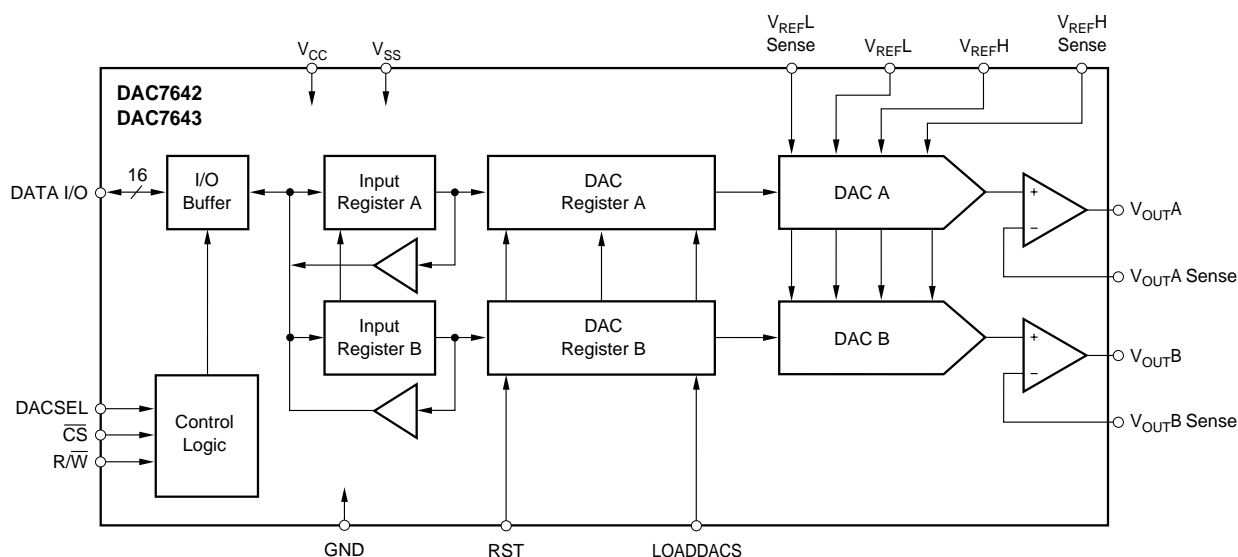 VREFL
Sense
VREFL
VREFH
VREFH
Sense
VCC
VSS
DAC7642
DAC7643
DATA I/O
16
I/O
Buffer
Input
Register A
DAC
Register A
DAC A
+
–
VOUTA
VOUTA Sense
Input
Register B
DAC
Register B
DAC B
+
–
VOUTB
VOUTB Sense
DACSEL
CS
R/W
Control
Logic
GND
RST
LOADDACS